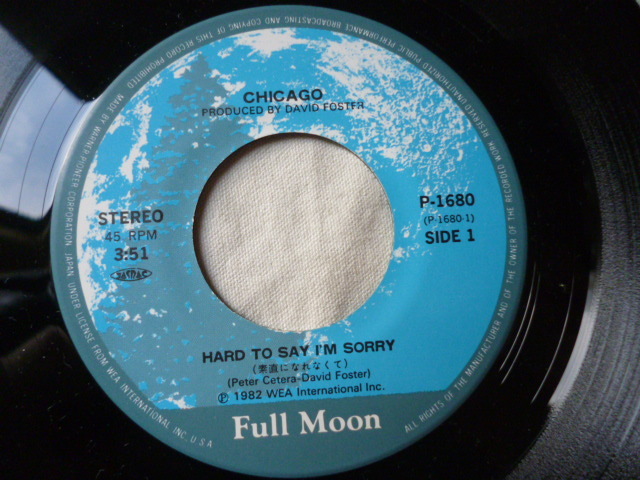 CHICAGO
PRODUCED BY DAVID FOSTER
STEREO
45 RPM
3:51
P-1680
(P-1680-1)
SIDE 1
HARD TO SAY I'M SORRY
(素直になれなくて)
(Peter Cetera-David Foster)
Ⓟ 1982 WEA International Inc.
Full Moon
MADE BY WARNER-PIONEER CORPORATION, JAPAN, UNDER LICENSE FROM WEA INTERNATIONAL INC. U.S.A.
ALL RIGHTS OF THE MANUFACTURER AND OF THE OWNER OF THE RECORDED WORK RESERVED UNAUTHORIZED PUBLIC PERFORMANCE BROADCASTING AND COPYING OF THIS RECORD PROHIBITED